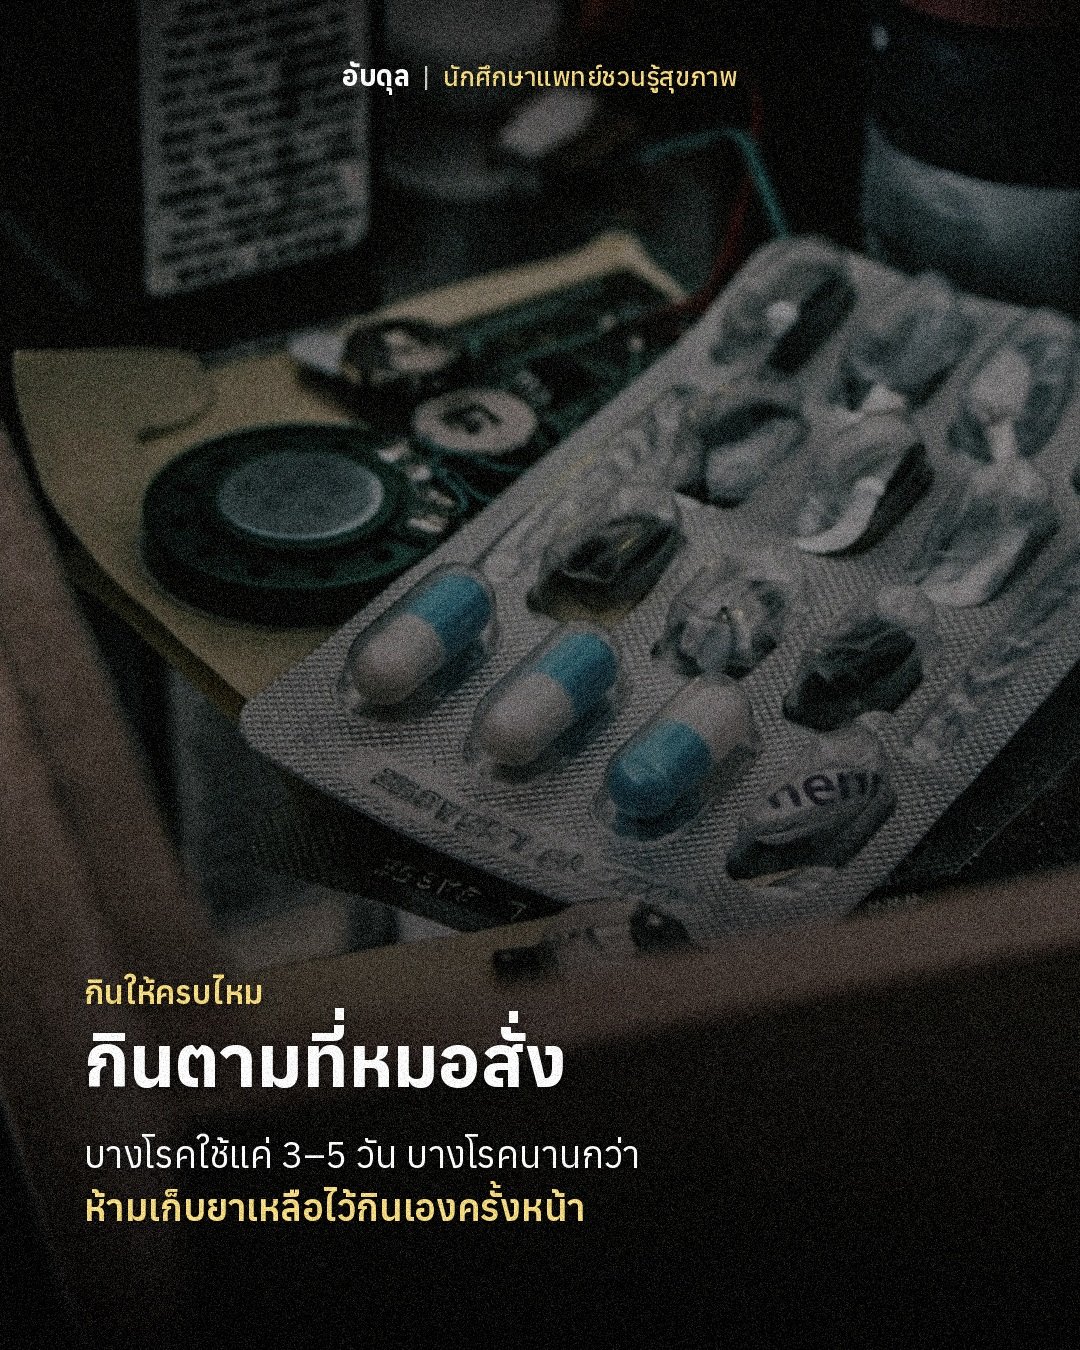 อับดุล | นักศึกษาแพทย์ชวนรู้สุขภาพ
กินให้ครบไหม
กินตามที่หมอสั่ง
บางโรคใช้แค่ 3–5 วัน บางโรคนานกว่า
ห้ามเก็บยาเหลือไว้กินเองครั้งหน้า